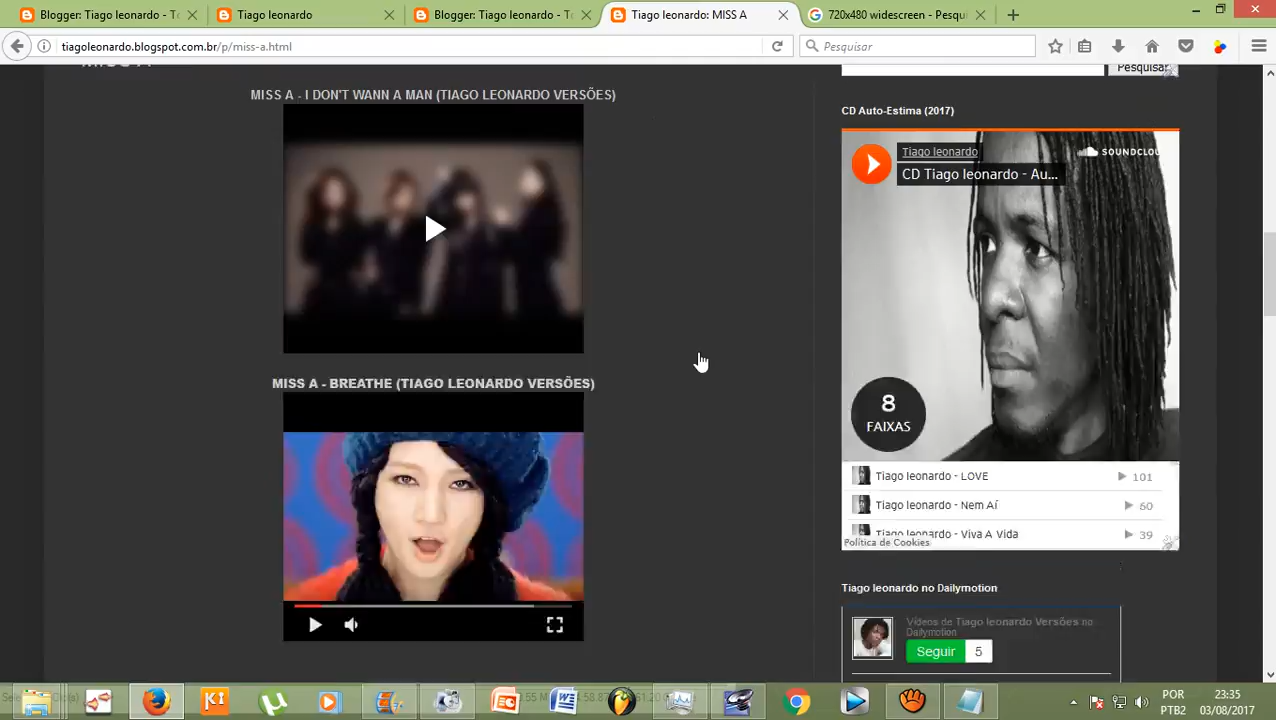 Blogger: Tiago leonardo - To
Tiago leonardo
Blogger: Tiago leonardo - T
Tiago leonardo: MISS A
720x480 widescreen - Pesqui
tiagoleonardo.blogspot.com.br/p/miss-a.html
Pesquisar
MISS A
Pesquisar
MISS A - I DON'T WANN A MAN (TIAGO LEONARDO VERSÕES)
CD Auto-Estima (2017)
Tiago leonardo
SOUNDCLOU
CD Tiago leonardo - Au...
8
FAIXAS
MISS A - BREATHE (TIAGO LEONARDO VERSÕES)
Tiago leonardo - LOVE 101
Tiago leonardo - Nem Aí 60
Tiago leonardo - Viva A Vida 39
Política de Cookies
Tiago leonardo no Dailymotion
Vídeos de Tiago leonardo Versões no
Dailymotion
Seguir 5
POR
PTB2
23:35
03/08/2017